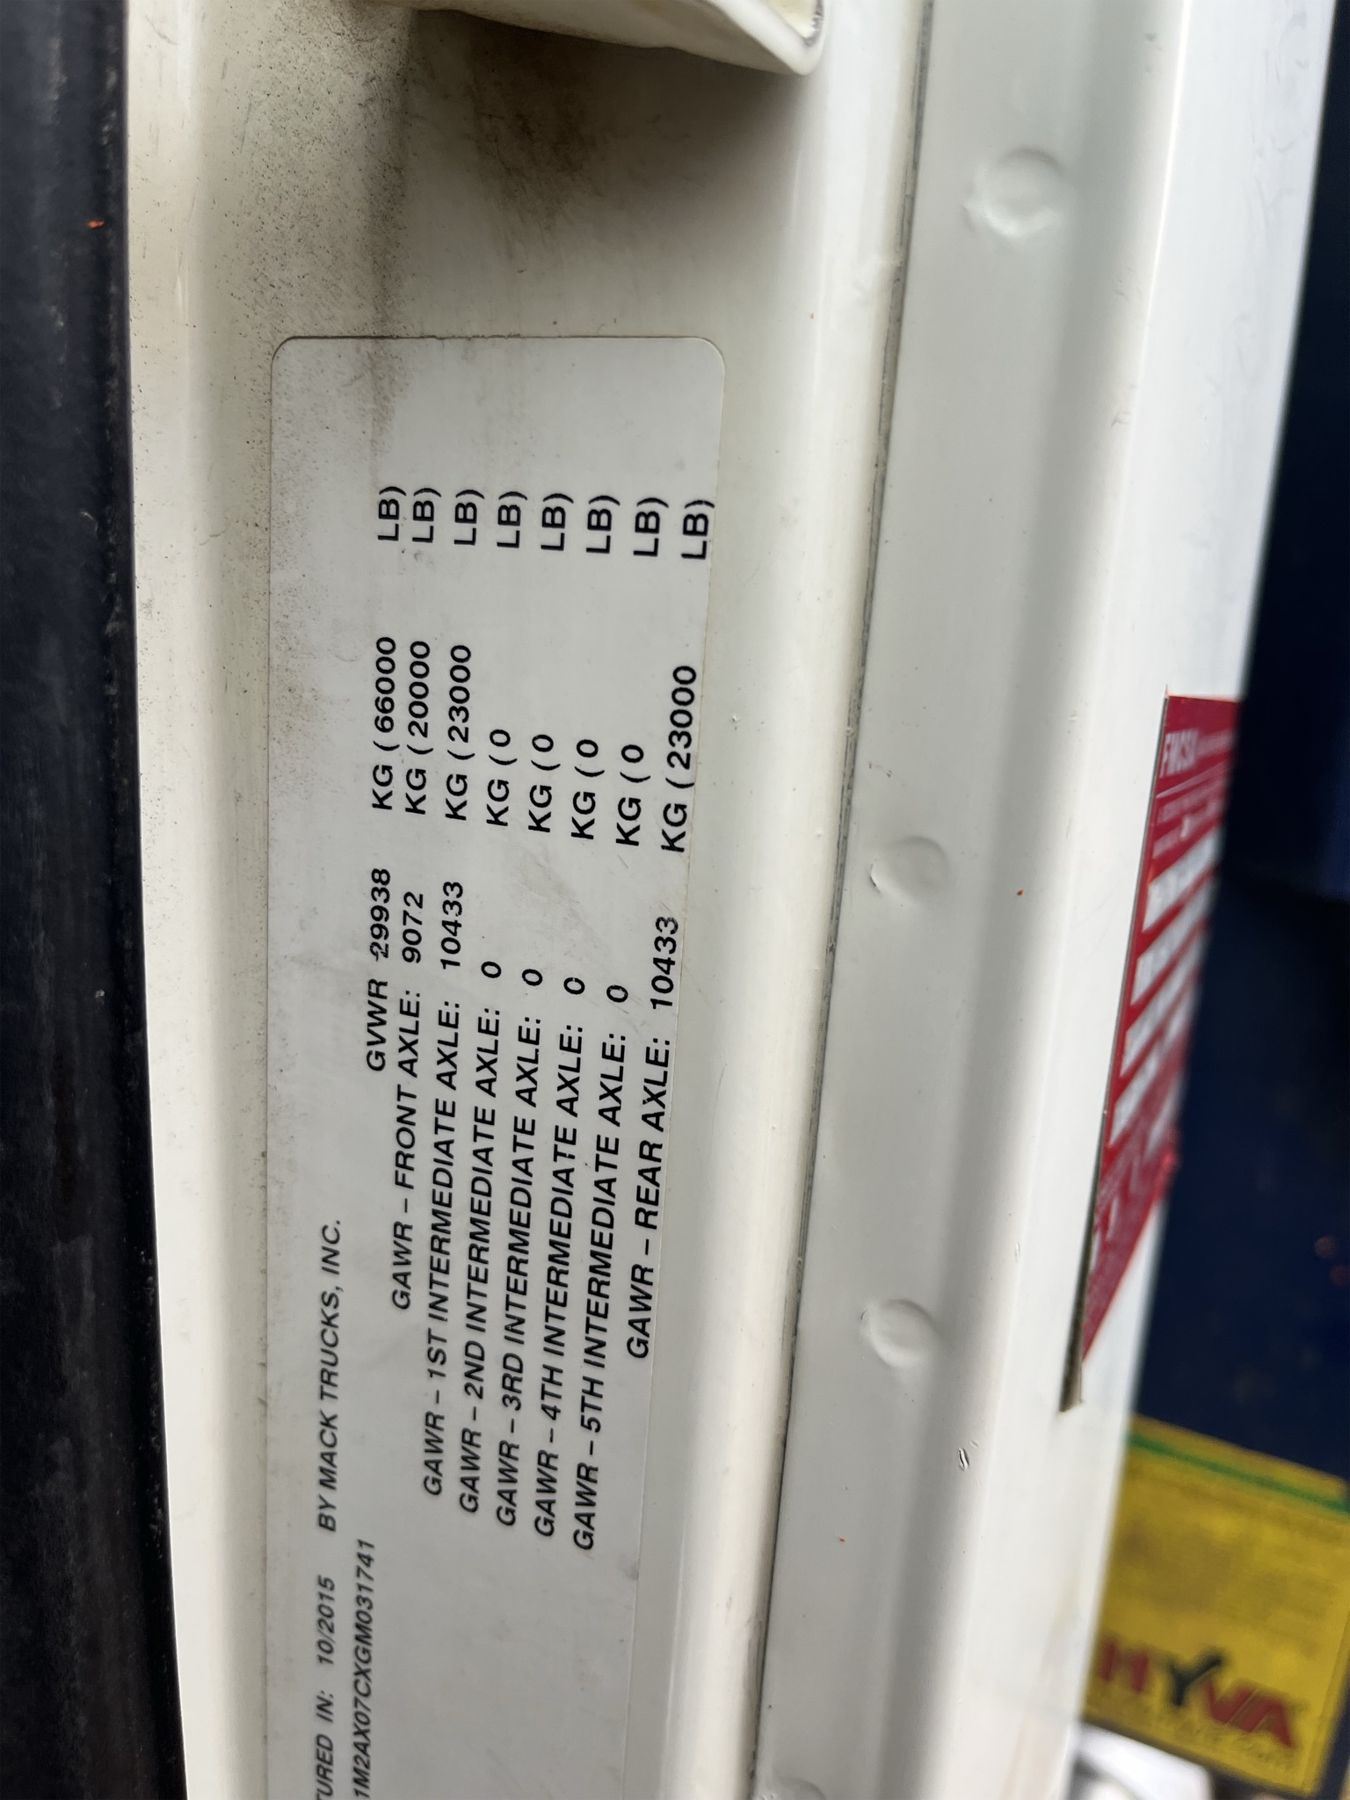 TURED IN: 10/2015 BY MACK TRUCKS, INC.
1M2AX07CXGM031741
GVWR 29938 KG (66000 LB)
GAWR - FRONT AXLE: 9072 KG (20000 LB)
GAWR - 1ST INTERMEDIATE AXLE: 10433 KG (23000 LB)
GAWR - 2ND INTERMEDIATE AXLE: 0 KG (0 LB)
GAWR - 3RD INTERMEDIATE AXLE: 0 KG (0 LB)
GAWR - 4TH INTERMEDIATE AXLE: 0 KG (0 LB)
GAWR - 5TH INTERMEDIATE AXLE: 0 KG (0 LB)
GAWR - REAR AXLE: 10433 KG (23000 LB)
FMCSA
HYVA